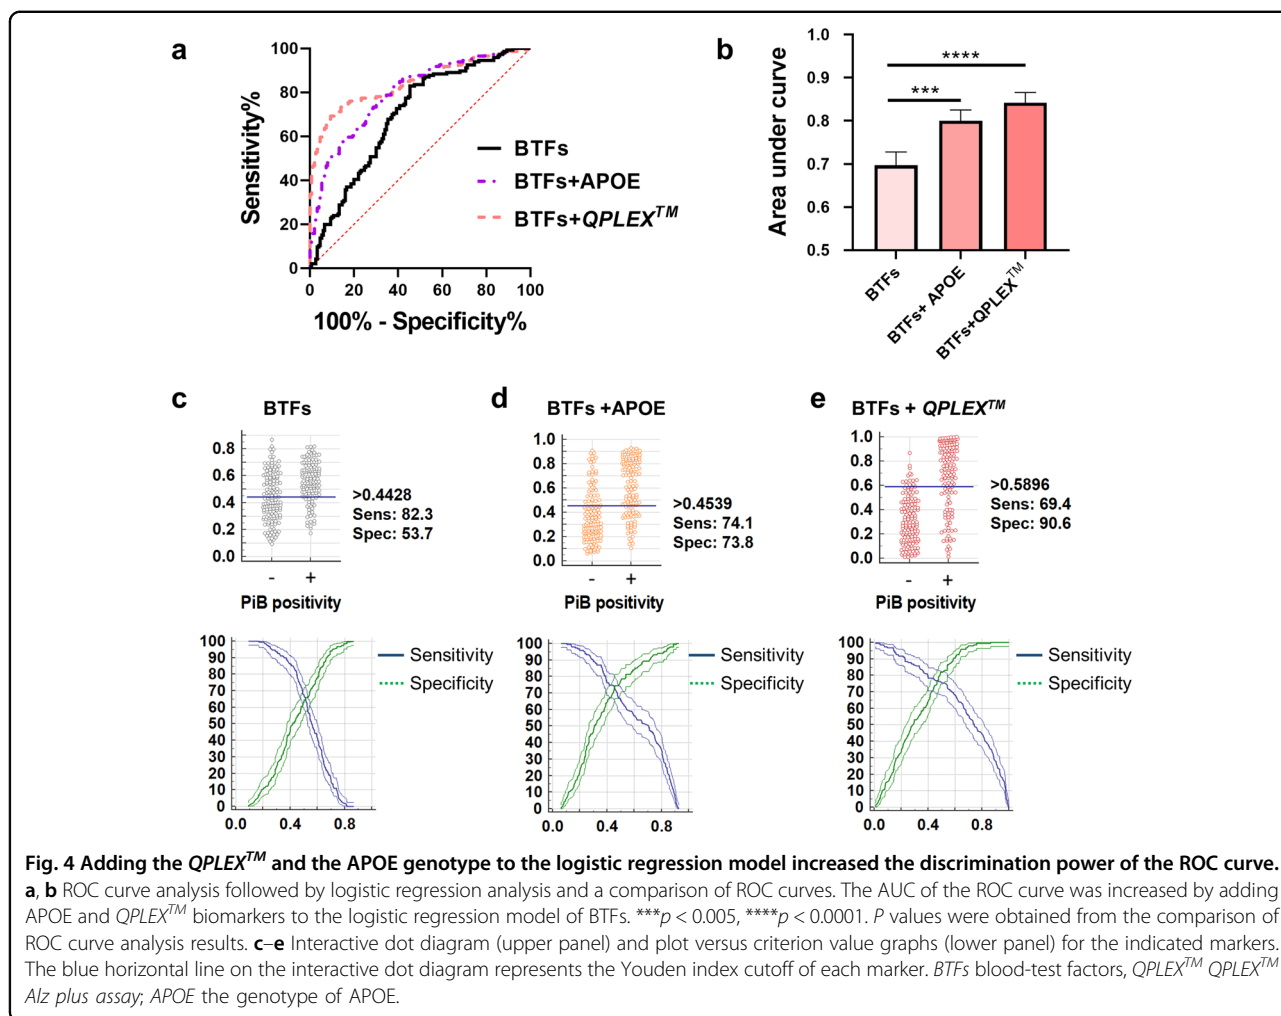 a
100
80
60
40
20
0
Sensitivity%
0 20 40 60 80 100
100% - Specificity%
BTFs
BTFs+APOE
BTFs+QPLEX™
b
1.0
0.9
0.8
0.7
0.6
0.5
Area under curve
****
***
BTFs
BTFs+ APOE
BTFs+QPLEX™
c
BTFs
0.8
0.6
0.4
0.2
0.0
>0.4428
Sens: 82.3
Spec: 53.7
- +
PiB positivity
100
90
80
70
60
50
40
30
20
10
0
0.0 0.4 0.8
Sensitivity
Specificity
d
BTFs +APOE
1.0
0.8
0.6
0.4
0.2
0.0
>0.4539
Sens: 74.1
Spec: 73.8
- +
PiB positivity
100
90
80
70
60
50
40
30
20
10
0
0.0 0.4 0.8
Sensitivity
Specificity
e
BTFs + QPLEX™
1.0
0.8
0.6
0.4
0.2
0.0
>0.5896
Sens: 69.4
Spec: 90.6
- +
PiB positivity
100
90
80
70
60
50
40
30
20
10
0
0.0 0.4 0.8
Sensitivity
Specificity
Fig. 4 Adding the QPLEX™ and the APOE genotype to the logistic regression model increased the discrimination power of the ROC curve.
a, b ROC curve analysis followed by logistic regression analysis and a comparison of ROC curves. The AUC of the ROC curve was increased by adding
APOE and QPLEX™ biomarkers to the logistic regression model of BTFs. ***p < 0.005, ****p < 0.0001. P values were obtained from the comparison of
ROC curve analysis results. c–e Interactive dot diagram (upper panel) and plot versus criterion value graphs (lower panel) for the indicated markers.
The blue horizontal line on the interactive dot diagram represents the Youden index cutoff of each marker. BTFs blood-test factors, QPLEX™ QPLEX™
Alz plus assay; APOE the genotype of APOE.